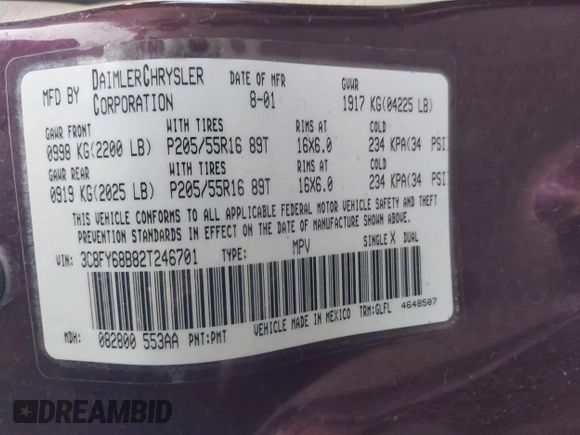 MFD BY DAIMLERCHRYSLER CORPORATION DATE OF MFR 8-01 GVWR 1917 KG(04225 LB)
GAWR FRONT WITH TIRES RIMS AT COLD
0998 KG(2200 LB) P205/55R16 89T 16X6.0 234 KPA(34 PSI)
GAWR REAR WITH TIRES RIMS AT COLD
0919 KG(2025 LB) P205/55R16 89T 16X6.0 234 KPA(34 PSI)
THIS VEHICLE CONFORMS TO ALL APPLICABLE FEDERAL MOTOR VEHICLE SAFETY AND THEFT
PREVENTION STANDARDS IN EFFECT ON THE DATE OF MANUFACTURE SHOWN ABOVE.
VIN: 3C8FY68B82T246701 TYPE: MPV SINGLE X DUAL
MDH: 082800 553AA PNT:PMT VEHICLE MADE IN MEXICO TRM:GLFL 4648507
DREAMBID